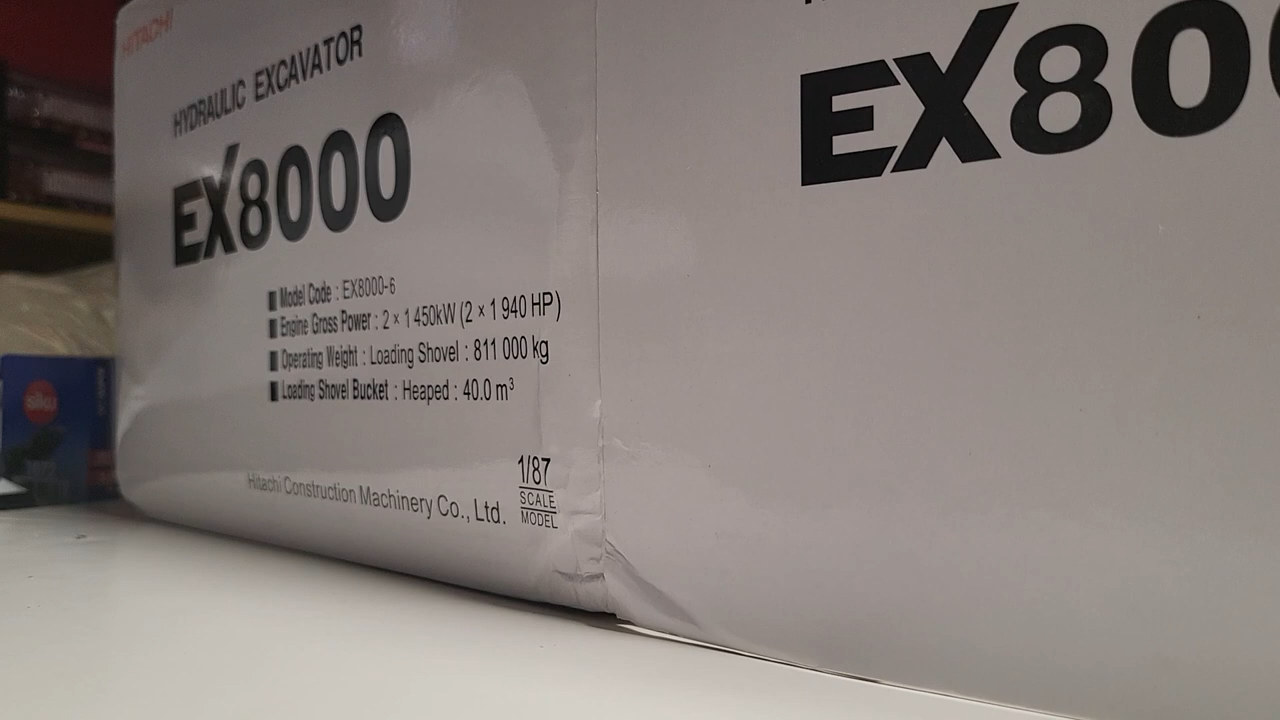 HITACHI
HYDRAULIC EXCAVATOR
EX8000
■ Model Code : EX8000-6
■ Engine Gross Power : 2 × 1 450kW (2 × 1 940 HP)
■ Operating Weight : Loading Shovel : 811 000 kg
■ Loading Shovel Bucket : Heaped : 40.0 m³
Hitachi Construction Machinery Co., Ltd.
1/87
SCALE
MODEL
EX80
siku